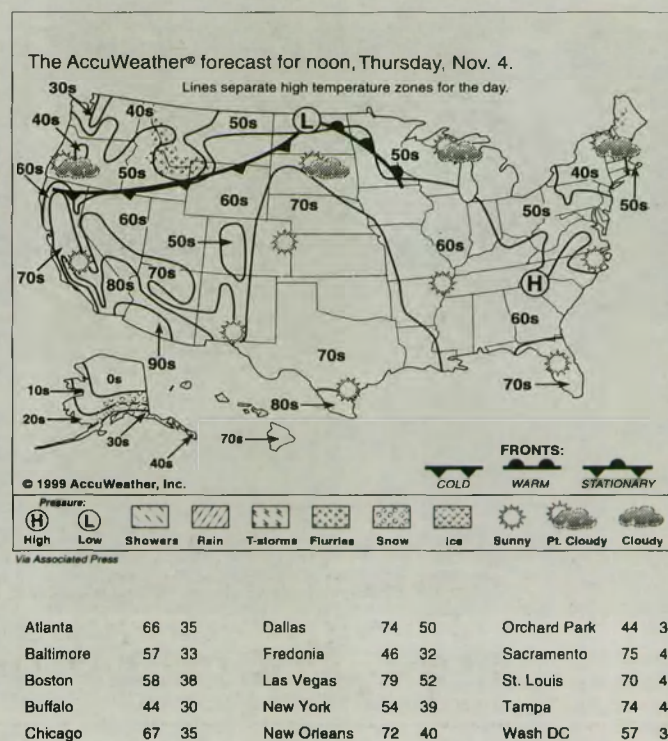 The AccuWeather® forecast for noon, Thursday, Nov. 4.
Lines separate high temperature zones for the day.
30s
40s
50s
L
40s
50s
40s
60s
50s
50s
50s
60s
60s
70s
50s
60s
70s
80s
70s
H
60s
90s
70s
70s
0s
10s
80s
20s
30s
40s
70s
FRONTS:
© 1999 AccuWeather, Inc.
COLD WARM STATIONARY
Pressure:
H L
High Low Showers Rain T-storms Flurries Snow Ice Sunny Pt. Cloudy Cloudy
Via Associated Press
Atlanta 66 35 Dallas 74 50 Orchard Park 44
Baltimore 57 33 Fredonia 46 32 Sacramento 75
Boston 58 38 Las Vegas 79 52 St. Louis 70
Buffalo 44 30 New York 54 39 Tampa 74
Chicago 67 35 New Orleans 72 40 Wash DC 57